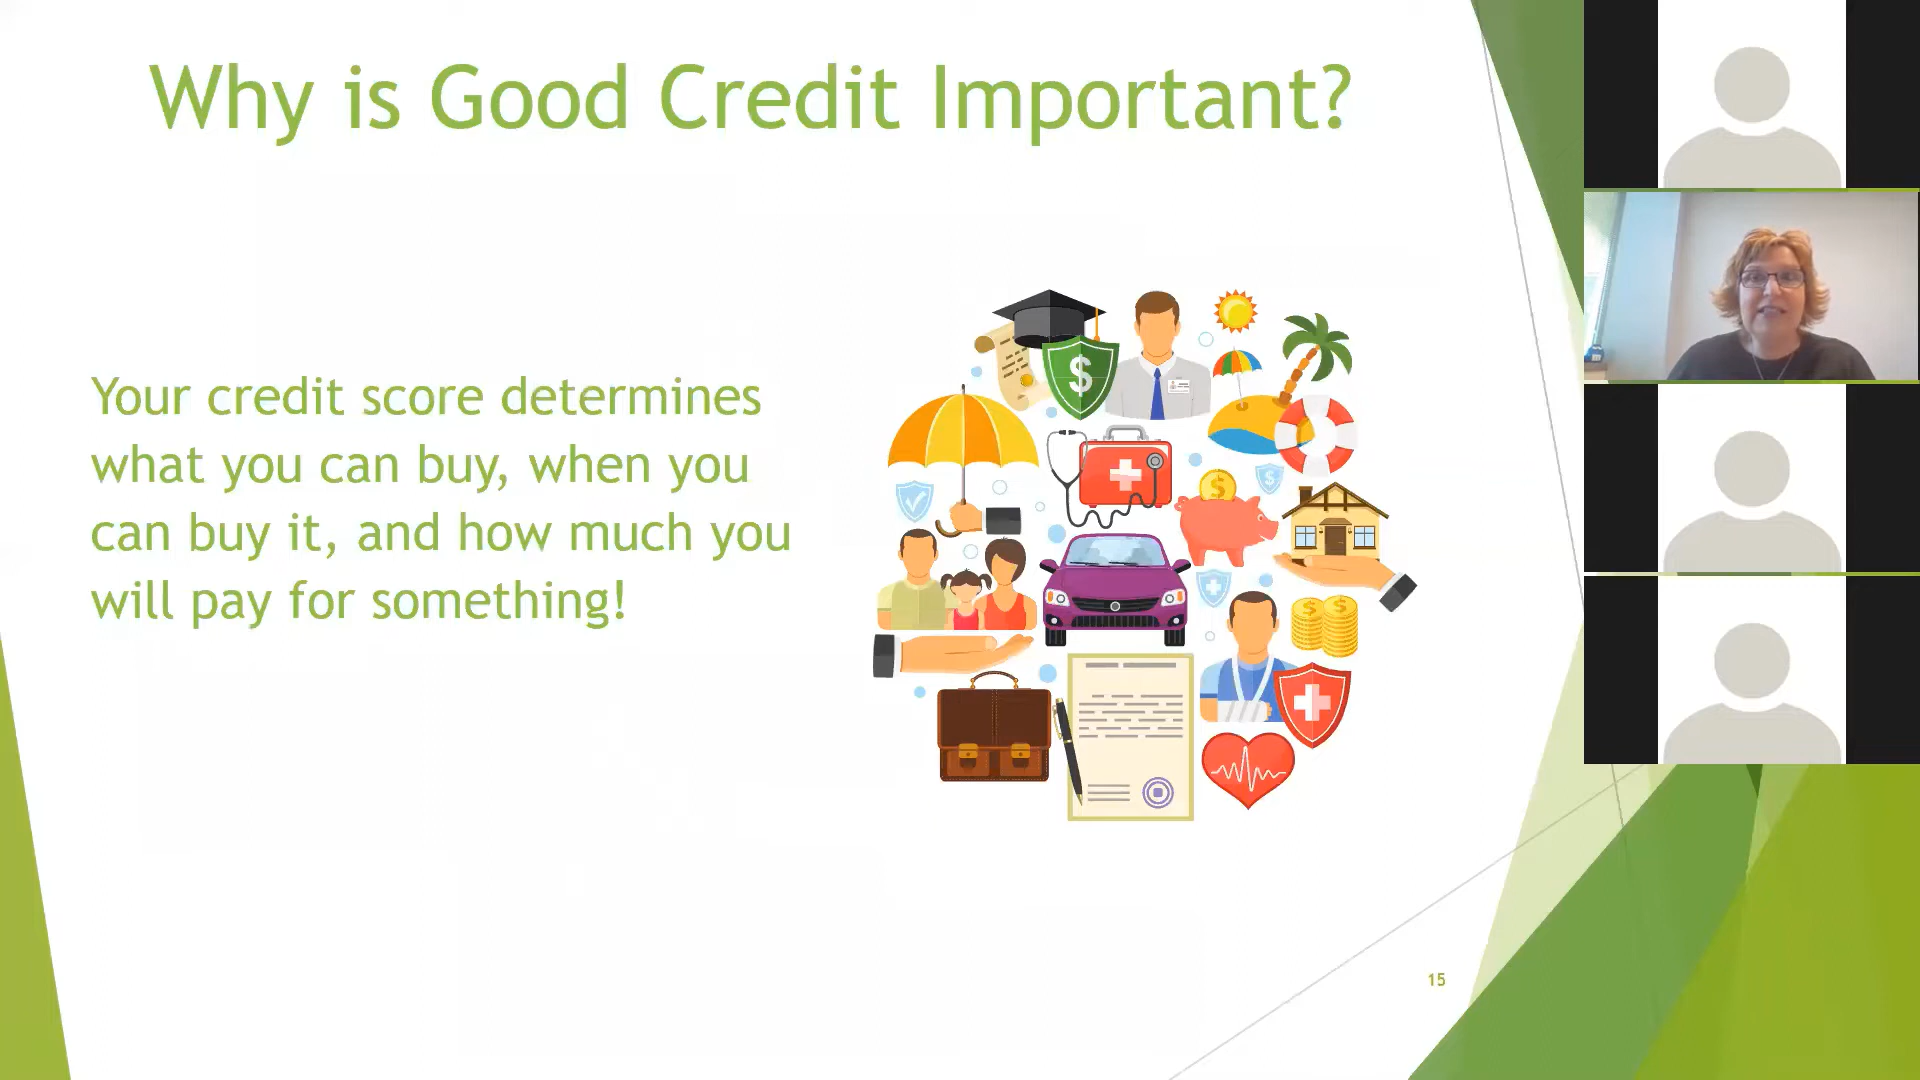 Why is Good Credit Important?
Your credit score determines
what you can buy, when you
can buy it, and how much you
will pay for something!
15